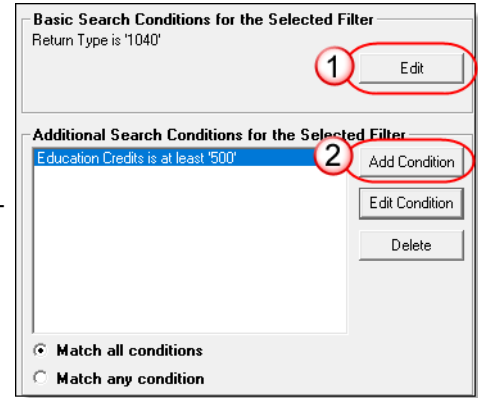 Basic Search Conditions for the Selected Filter
Return Type is '1040'
1
Edit
Additional Search Conditions for the Selected Filter
Education Credits is at least '500'
2
Add Condition
Edit Condition
Delete
Match all conditions
Match any condition